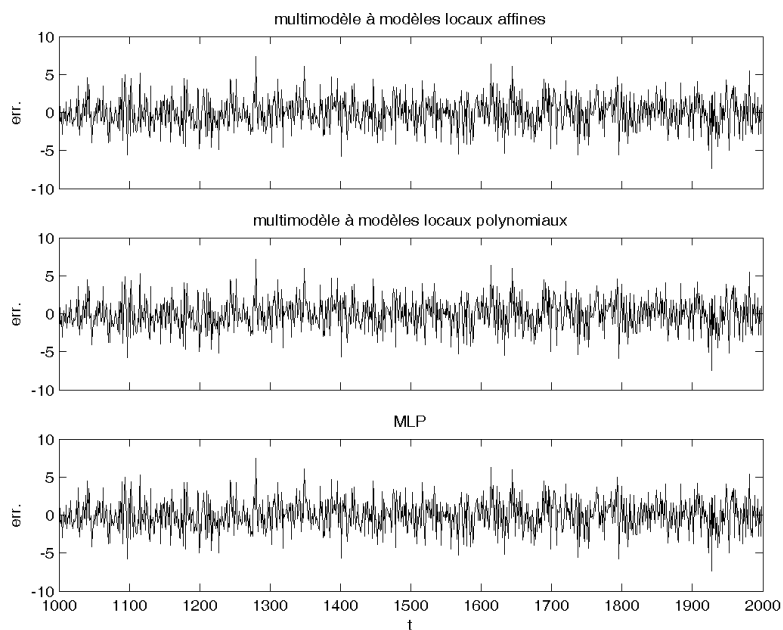 multimodèle à modèles locaux affines
10
5
0
-5
-10
err.
multimodèle à modèles locaux polynomiaux
10
5
0
-5
-10
err.
MLP
10
5
0
-5
-10
err.
1000 1100 1200 1300 1400 1500 1600 1700 1800 1900 2000
t